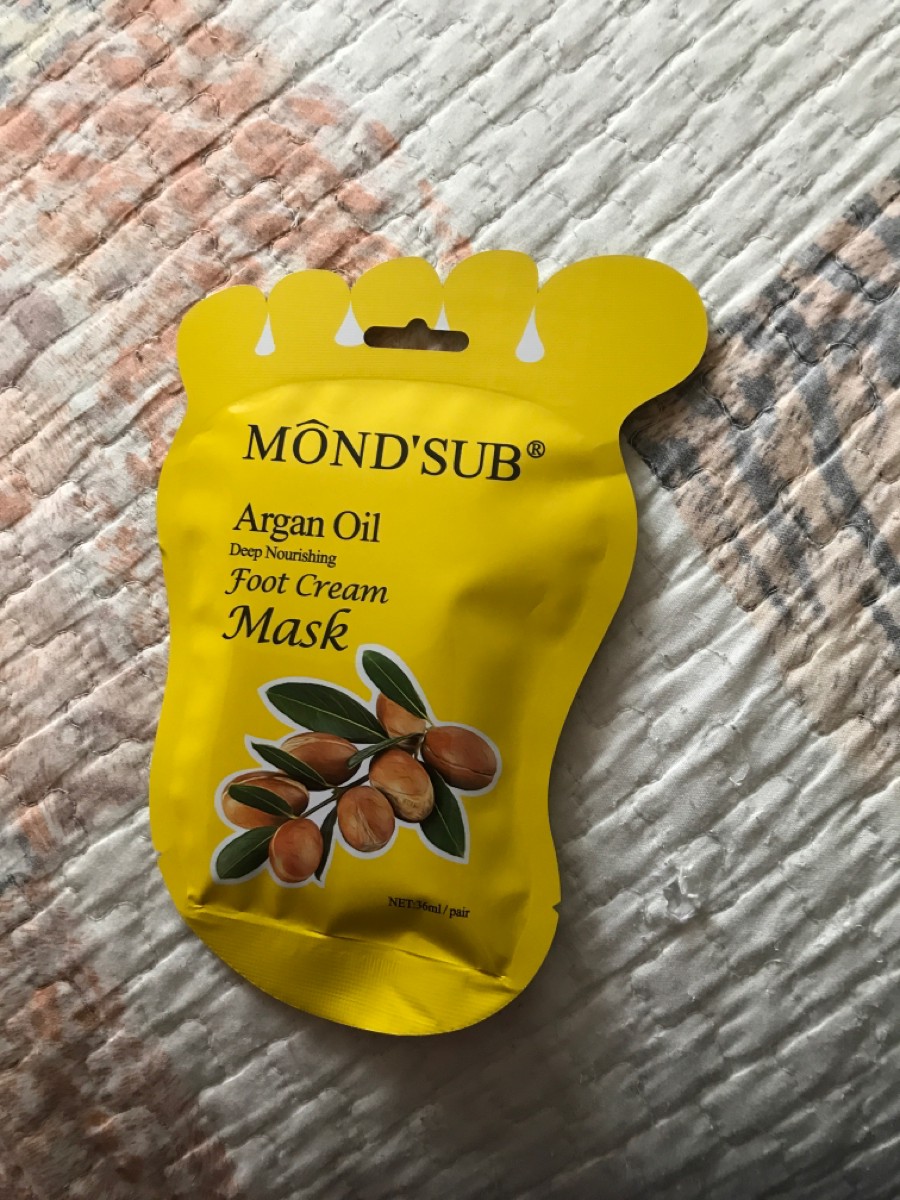 MÔND'SUB®
Argan Oil
Deep Nourishing
Foot Cream
Mask
NET:36ml / pair